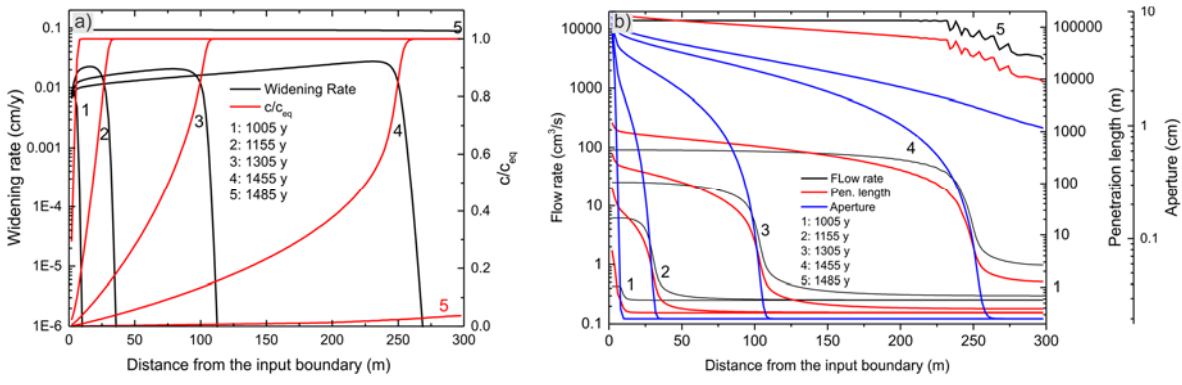 a)
0.1
0.01
0.001
1E-4
1E-5
1E-6
Widening rate (cm/y)
0 50 100 150 200 250 300
Distance from the input boundary (m)
1.0
0.8
0.6
0.4
0.2
0.0
c/ceq
Widening Rate
c/ceq
1: 1005 y
2: 1155 y
3: 1305 y
4: 1455 y
5: 1485 y
1
2
3
4
5
5
b)
10000
1000
100
10
1
0.1
Flow rate (cm³/s)
0 50 100 150 200 250 300
Distance from the input boundary (m)
100000
10000
1000
100
10
1
Penetration length (m)
10
1
0.1
Aperture (cm)
FLow rate
Pen. length
Aperture
1: 1005 y
2: 1155 y
3: 1305 y
4: 1455 y
5: 1485 y
1
2
3
4
5